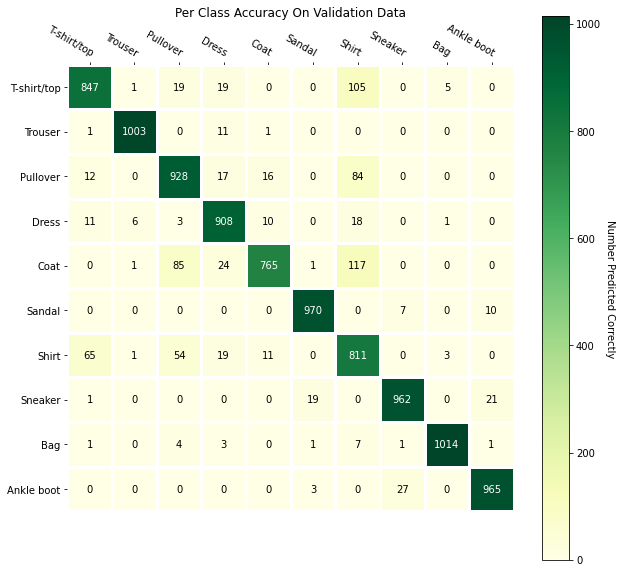 Per Class Accuracy On Validation Data
T-shirt/top Trouser Pullover Dress Coat Sandal Shirt Sneaker Bag Ankle boot
T-shirt/top 847 1 19 19 0 0 105 0 5 0
Trouser 1 1003 0 11 1 0 0 0 0 0
Pullover 12 0 928 17 16 0 84 0 0 0
Dress 11 6 3 908 10 0 18 0 1 0
Coat 0 1 85 24 765 1 117 0 0 0
Sandal 0 0 0 0 0 970 0 7 0 10
Shirt 65 1 54 19 11 0 811 0 3 0
Sneaker 1 0 0 0 0 19 0 962 0 21
Bag 1 0 4 3 0 1 7 1 1014 1
Ankle boot 0 0 0 0 0 3 0 27 0 965
1000
800
600
400
200
0
Number Predicted Correctly